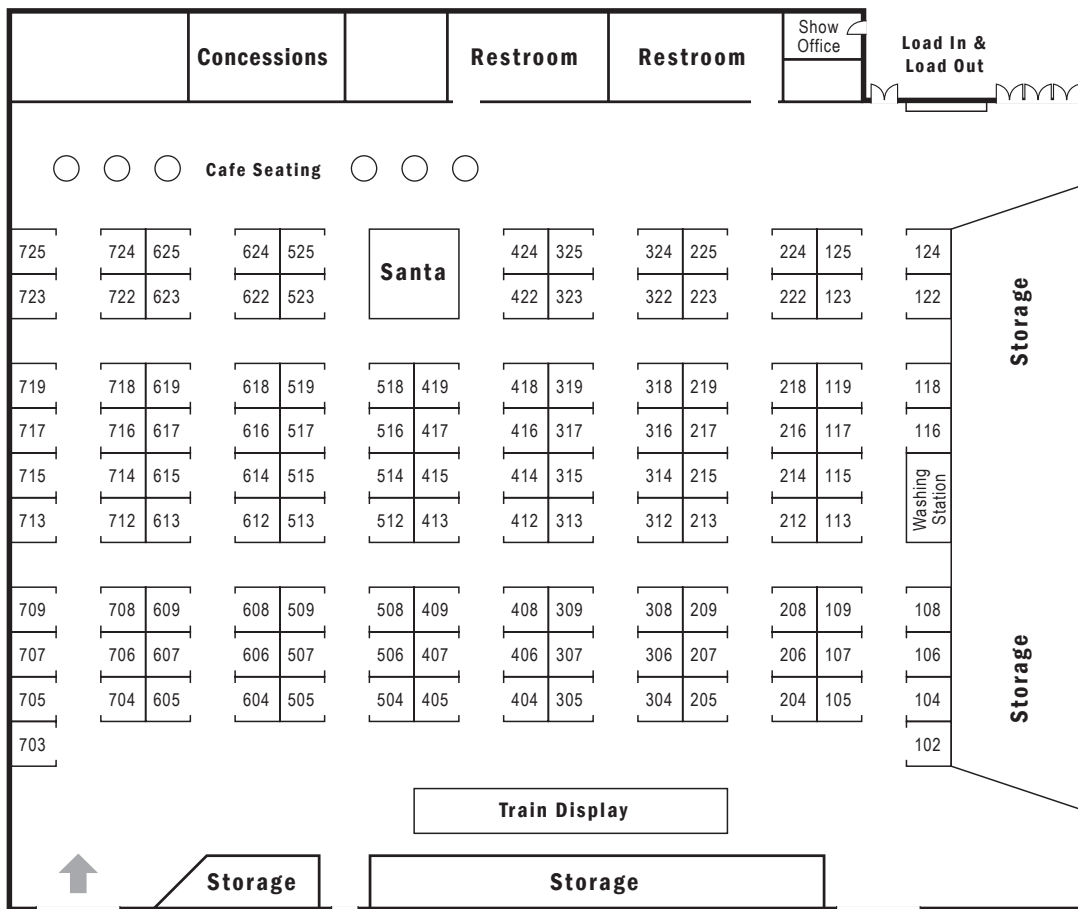 Concessions
Restroom
Restroom
Show
Office
Load In &
Load Out
Cafe Seating
725 724 625 624 525 Santa 424 325 324 225 224 125 124
723 722 623 622 523 422 323 322 223 222 123 122
Storage
719 718 619 618 519 518 419 418 319 318 219 218 119 118
717 716 617 616 517 516 417 416 317 316 217 216 117 116
715 714 615 614 515 514 415 414 315 314 215 214 115
Washing
Station
713 712 613 612 513 512 413 412 313 312 213 212 113
709 708 609 608 509 508 409 408 309 308 209 208 109 108
707 706 607 606 507 506 407 406 307 306 207 206 107 106
Storage
705 704 605 604 505 504 405 404 305 304 205 204 105 104
703 102
Train Display
Storage
Storage